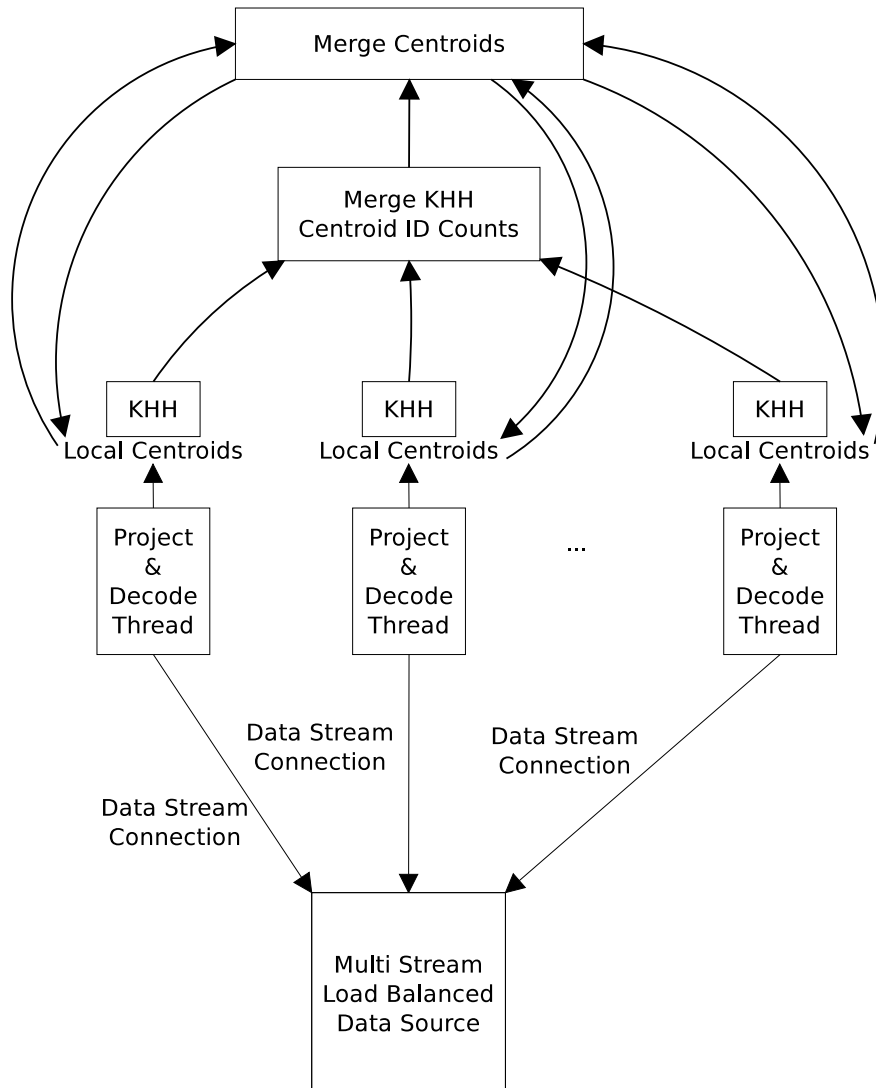 Merge Centroids
Merge KHH
Centroid ID Counts
KHH
KHH
KHH
Local Centroids
Local Centroids
Local Centroids
Project
&
Decode
Thread
Project
&
Decode
Thread
...
Project
&
Decode
Thread
Data Stream
Connection
Data Stream
Connection
Data Stream
Connection
Multi Stream
Load Balanced
Data Source